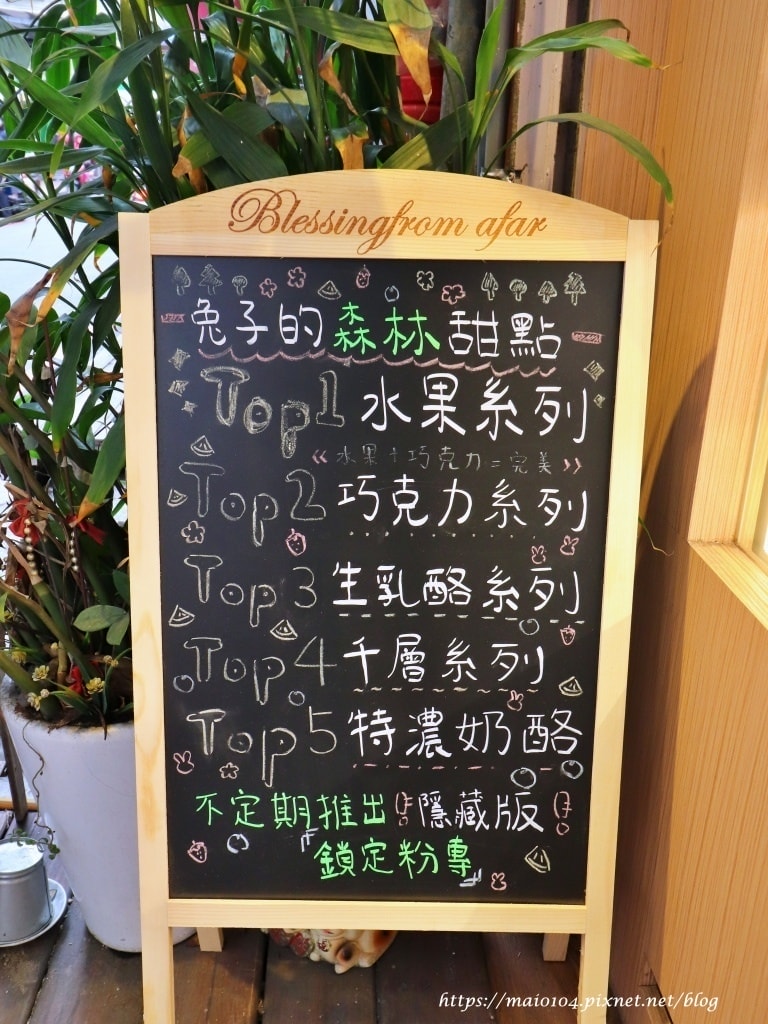 Blessingfrom afar
兔子的森林甜點
Top1 水果系列
《水果+巧克力=完美》
Top2 巧克力系列
Top3 生乳酪系列
Top4 千層系列
Top5 特濃奶酪
不定期推出隱藏版
鎖定粉專
https://maio104.pixnet.net/blog